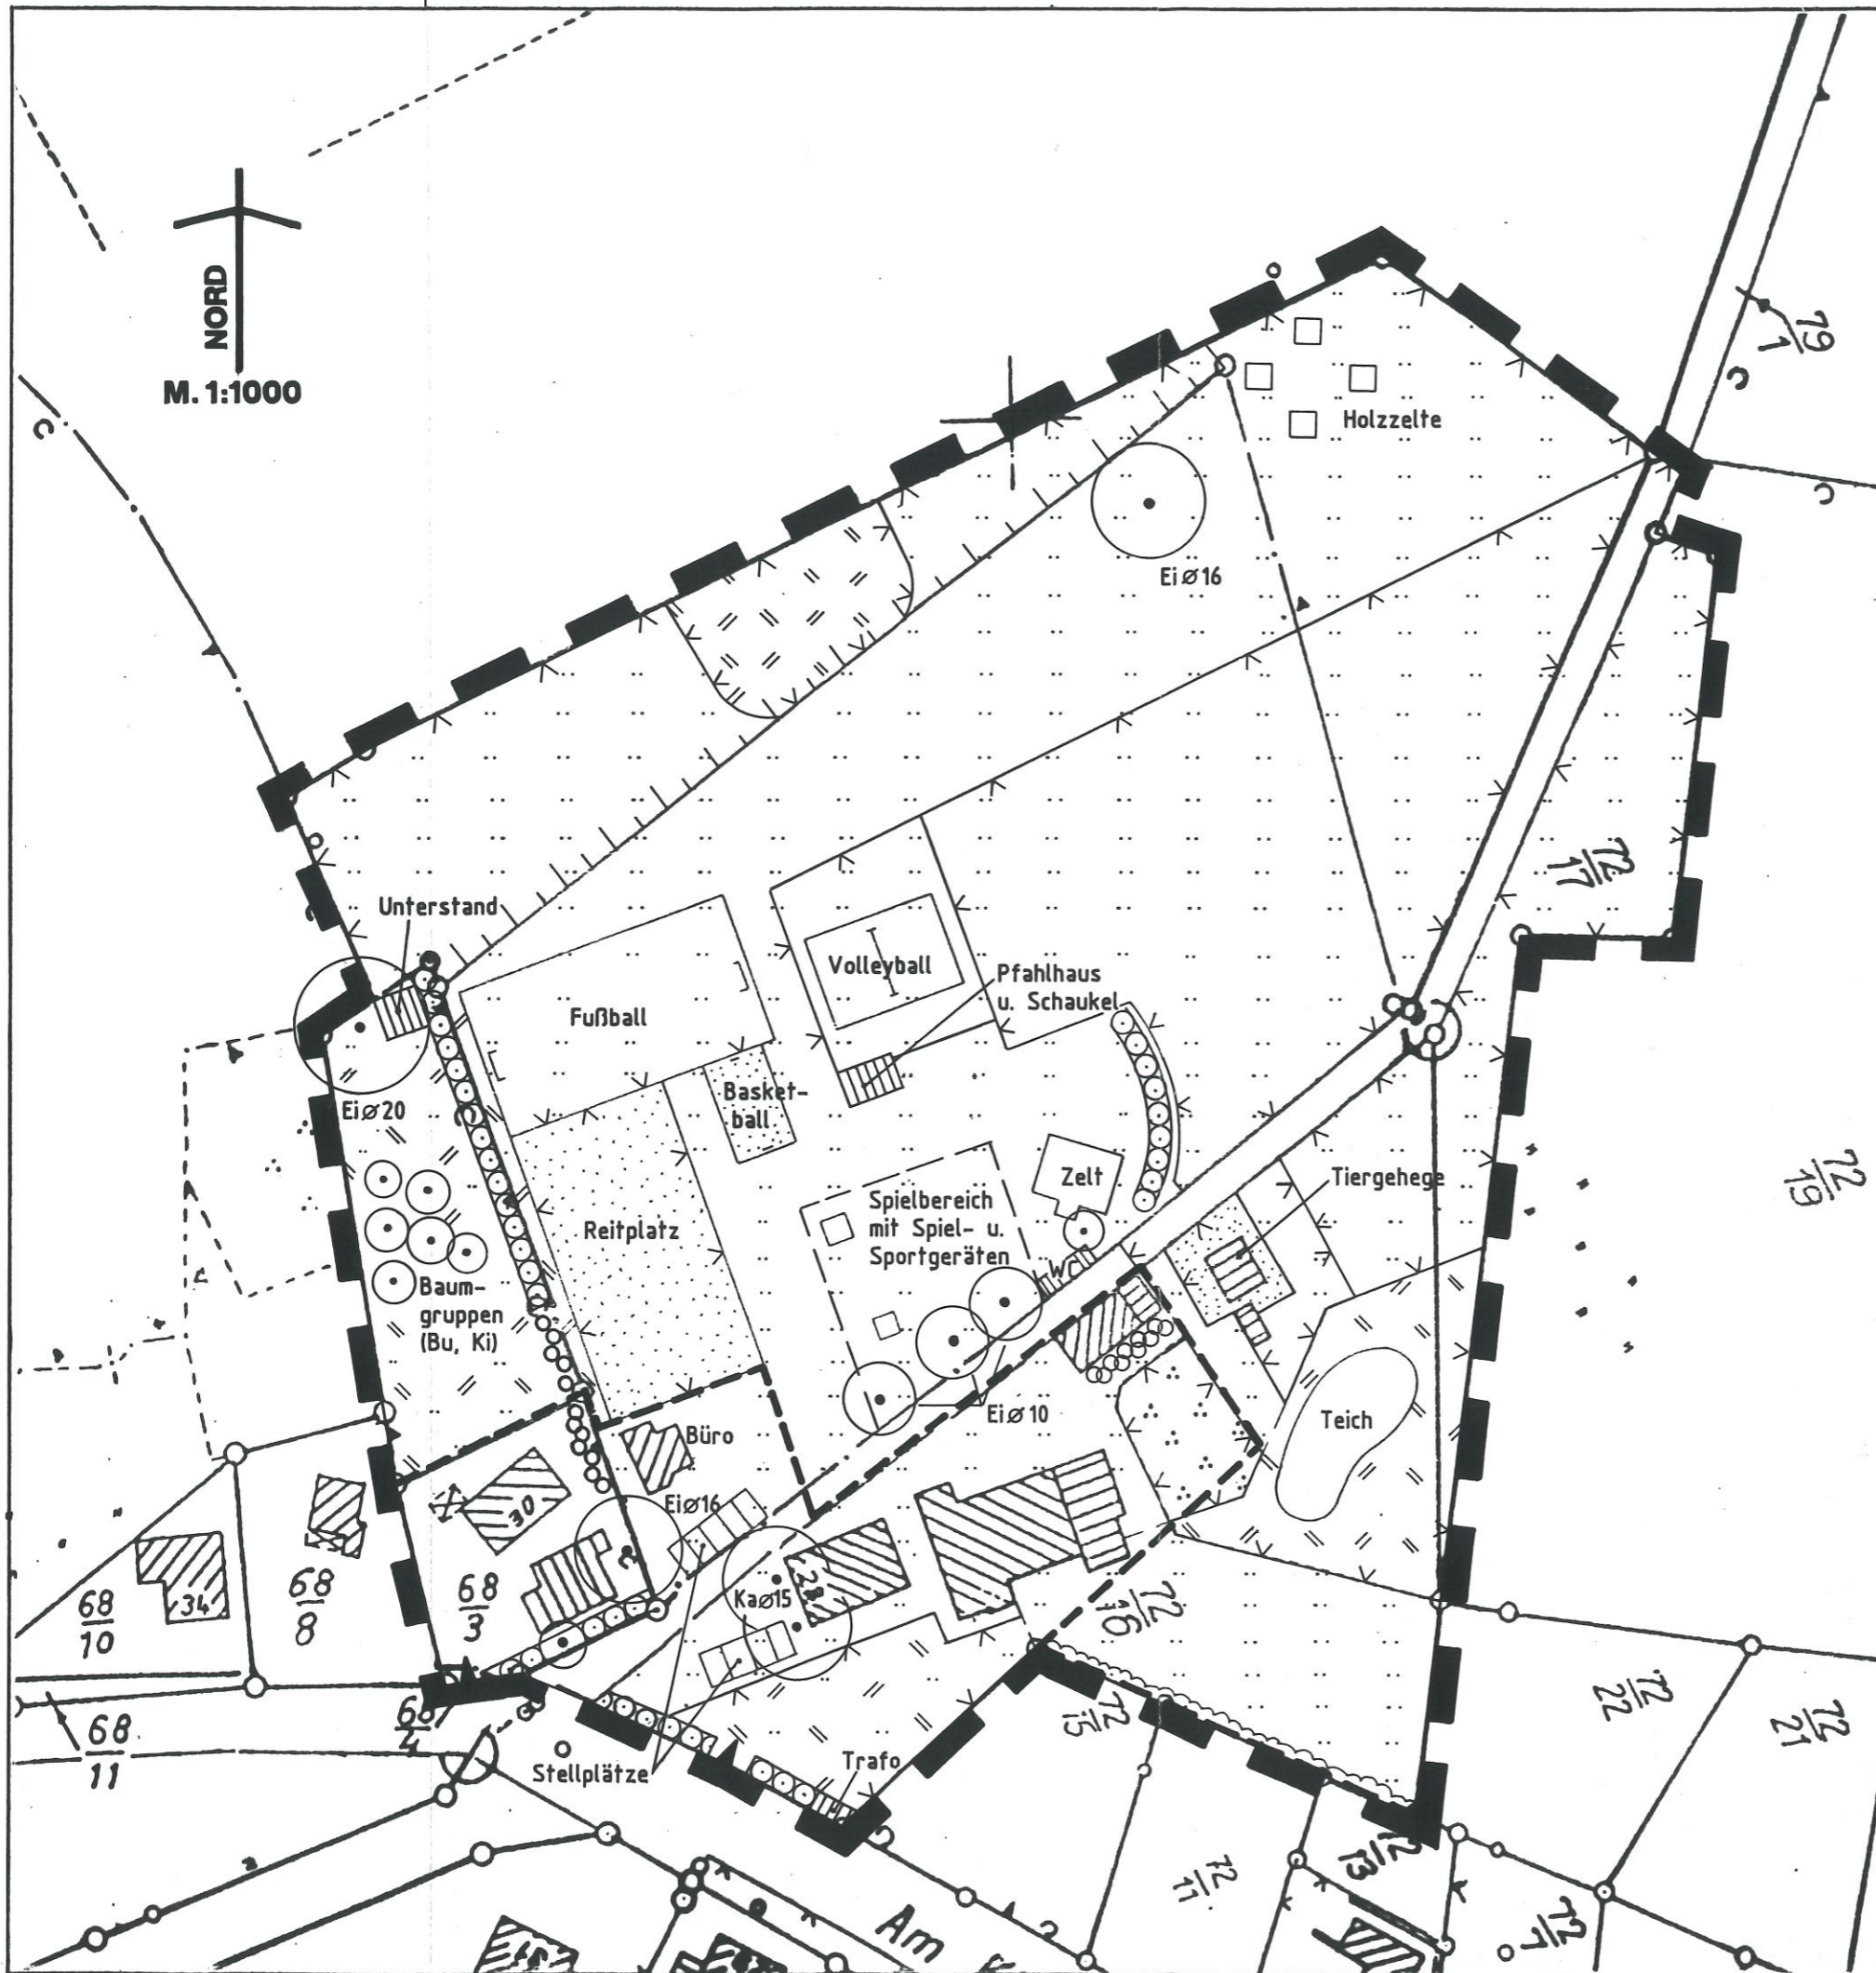 NORD
M. 1:1000
79
1
Holzzelte
Ei ⌀ 16
72
17
Unterstand
Volleyball
Pfahlhaus
u. Schaukel
Fußball
Basket-
ball
Ei ⌀ 20
Zelt
Tiergehege
72
19
Spielbereich
mit Spiel- u.
Sportgeräten
Reitplatz
WC
Baum-
gruppen
(Bu, Ki)
Ei ⌀ 10
Teich
Büro
Ei ⌀ 16
30
68
10
34
68
8
68
3
Ka ⌀ 15
72
16
68
11
68
4
72
15
72
22
72
21
Stellplätze
Trafo
72
13
72
11
72
7
Am